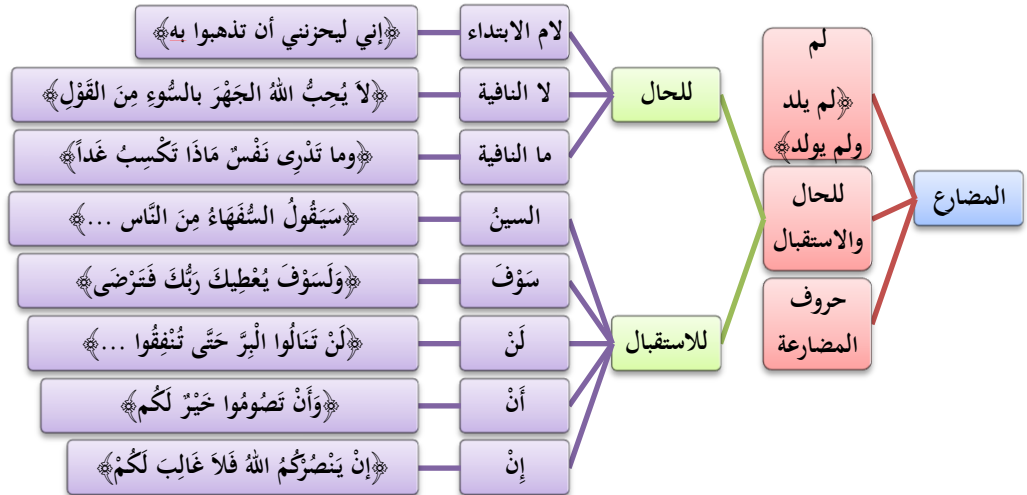 المضارع
لم
﴿لم يلد
ولم يولد﴾
للحال
والاستقبال
حروف
المضارعة
للحال
لام الابتداء
﴿إني ليحزنني أن تذهبوا به﴾
لا النافية
﴿لاَ يُحِبُّ اللهُ الجَهْرَ بالسُّوءِ مِنَ القَوْلِ﴾
ما النافية
﴿وما تَدْرِى نَفْسٌ مَاذَا تَكْسِبُ غَداً﴾
للاستقبال
السينُ
﴿سَيَقُولُ السُّفَهَاءُ مِنَ النَّاس ...﴾
سَوْفَ
﴿وَلَسَوْفَ يُعْطِيكَ رَبُّكَ فَتَرْضَى﴾
لَنْ
﴿لَنْ تَنَالُوا الْبِرَّ حَتَّى تُنْفِقُوا ...﴾
أَنْ
﴿وَأَنْ تَصُومُوا خَيْرٌ لَكُم﴾
إِنْ
﴿إِنْ يَنْصُرْكُمُ اللهُ فَلاَ غَالِبَ لَكُمْ﴾